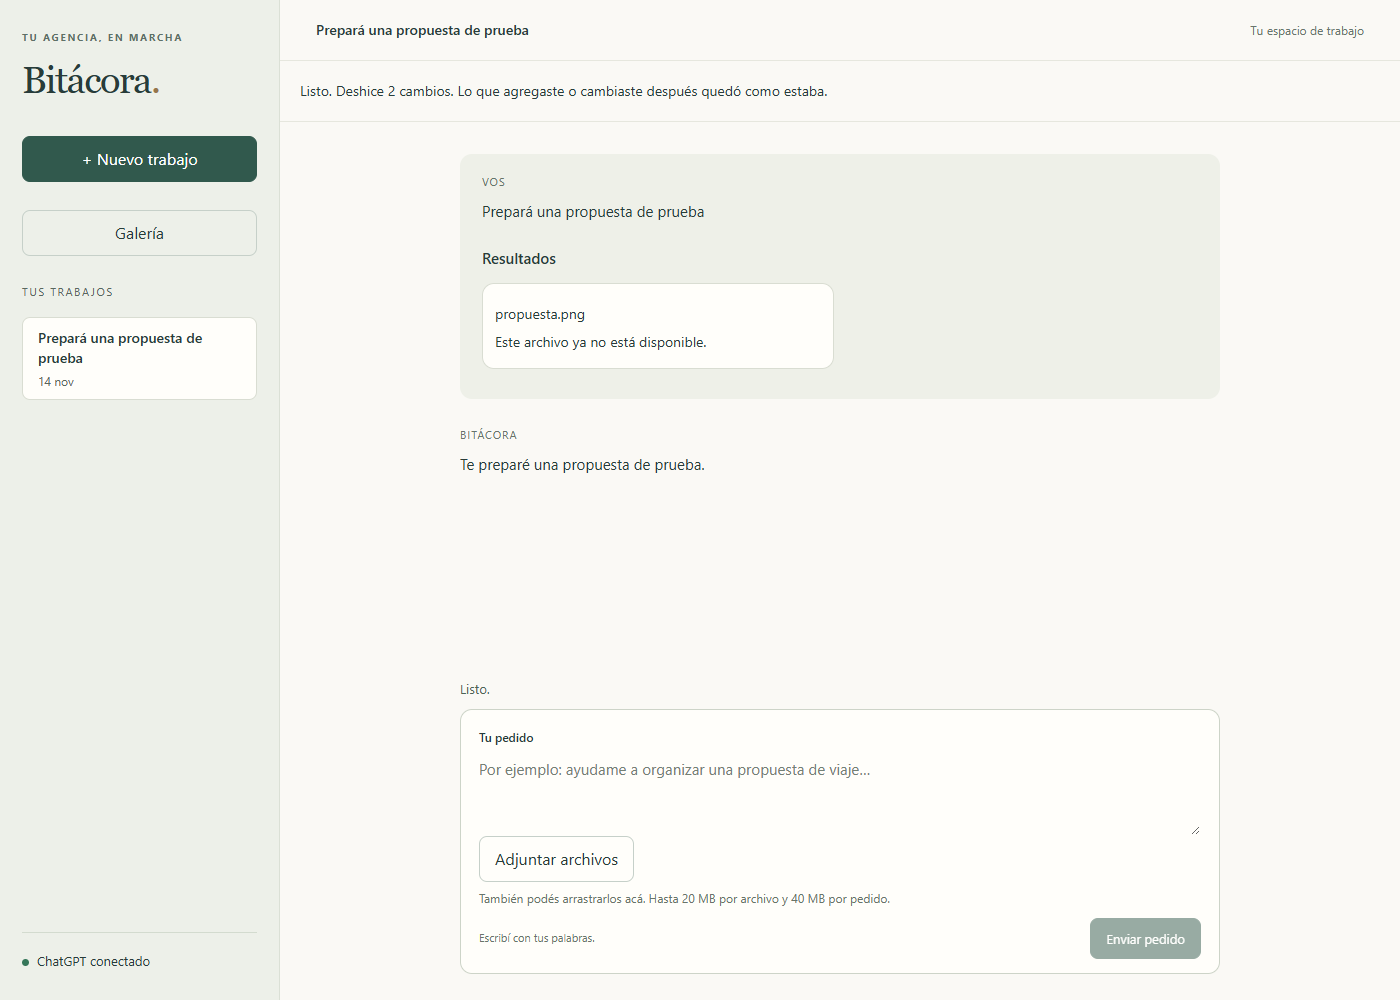 TU AGENCIA, EN MARCHA
Bitácora.
+ Nuevo trabajo
Galería
TUS TRABAJOS
Prepará una propuesta de
prueba
14 nov
ChatGPT conectado
Prepará una propuesta de prueba
Tu espacio de trabajo
Listo. Deshice 2 cambios. Lo que agregaste o cambiaste después quedó como estaba.
VOS
Prepará una propuesta de prueba
Resultados
propuesta.png
Este archivo ya no está disponible.
BITÁCORA
Te preparé una propuesta de prueba.
Listo.
Tu pedido
Por ejemplo: ayudame a organizar una propuesta de viaje...
Adjuntar archivos
También podés arrastrarlos acá. Hasta 20 MB por archivo y 40 MB por pedido.
Escribí con tus palabras.
Enviar pedido